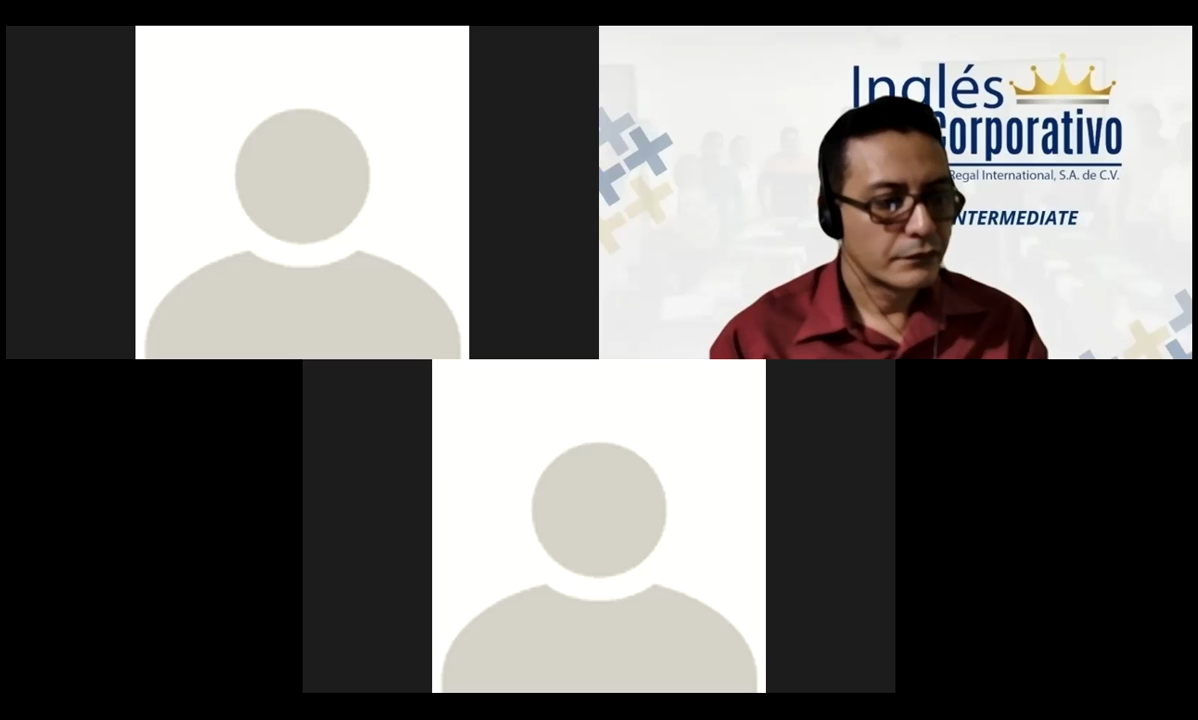 Inglés
Corporativo
Regal International, S.A. de C.V.
INTERMEDIATE